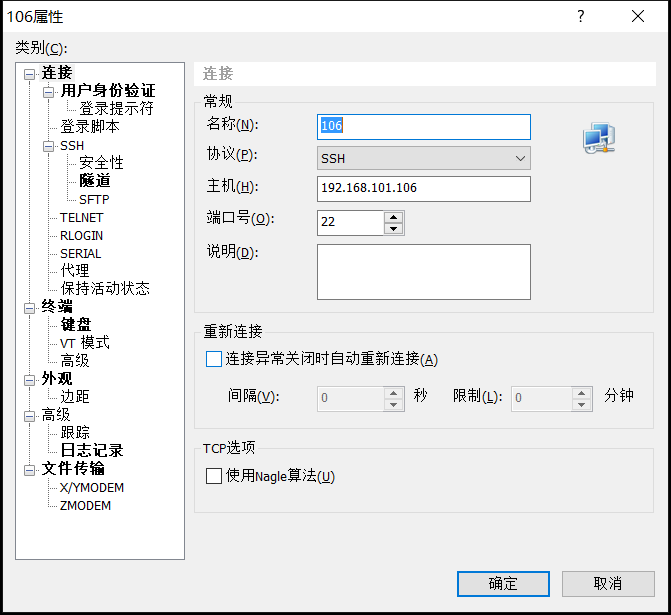 106属性
?
类别(C):
连接
用户身份验证
登录提示符
登录脚本
SSH
安全性
隧道
SFTP
TELNET
RLOGIN
SERIAL
代理
保持活动状态
终端
键盘
VT 模式
高级
外观
边距
高级
跟踪
日志记录
文件传输
X/YMODEM
ZMODEM
连接
常规
名称(N): 106
协议(P): SSH
主机(H): 192.168.101.106
端口号(O): 22
说明(D):
重新连接
连接异常关闭时自动重新连接(A)
间隔(V): 0 秒 限制(L): 0 分钟
TCP选项
使用Nagle算法(U)
确定 取消